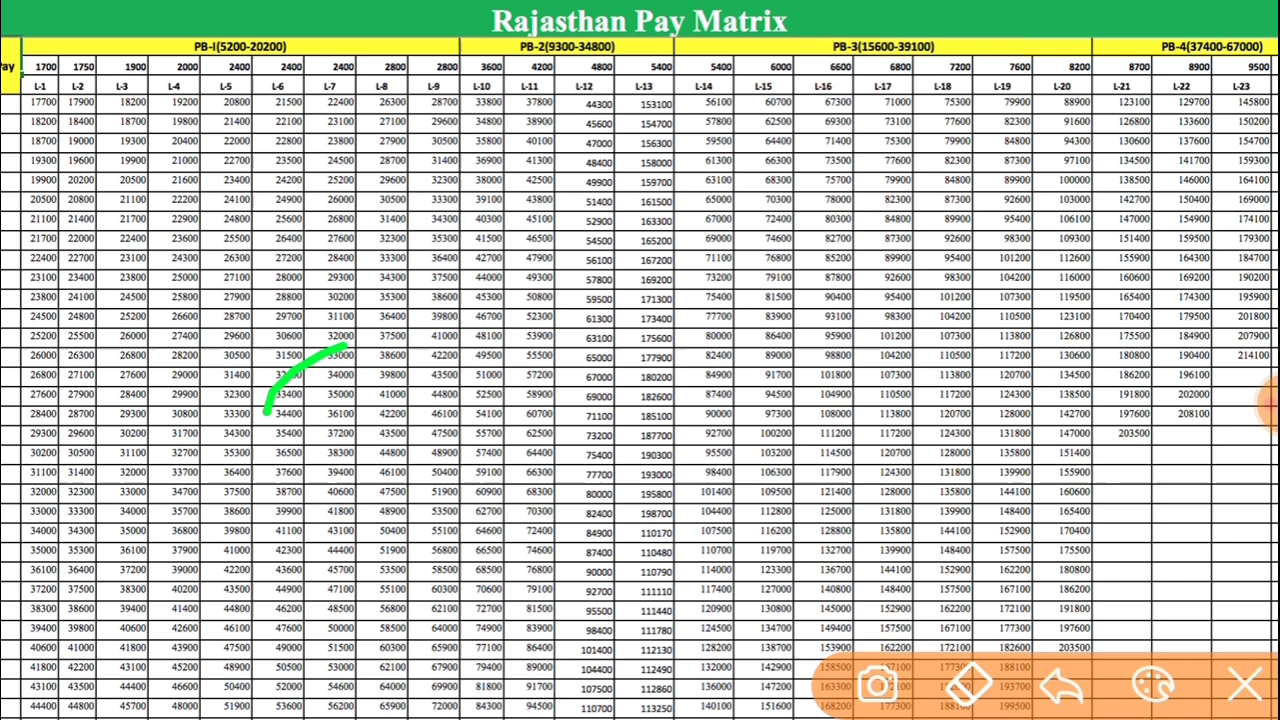 Rajasthan Pay Matrix
Pay PB-I(5200-20200) PB-2(9300-34800) PB-3(15600-39100) PB-4(37400-67000)
1700 1750 1900 2000 2400 2400 2400 2800 2800 3600 4200 4800 5400 5400 6000 6600 6800 7200 7600 8200 8700 8900 9500
L-1 L-2 L-3 L-4 L-5 L-6 L-7 L-8 L-9 L-10 L-11 L-12 L-13 L-14 L-15 L-16 L-17 L-18 L-19 L-20 L-21 L-22 L-23
17700 17900 18200 19200 20800 21500 22400 26300 28700 33800 37800 44300 153100 56100 60700 67300 71000 75300 79900 88900 123100 129700 145800
18200 18400 18700 19800 21400 22100 23100 27100 29600 34800 38900 45600 154700 57800 62500 69300 73100 77600 82300 91600 126800 133600 150200
18700 19000 19300 20400 22000 22800 23800 27900 30500 35800 40100 47000 156300 59500 64400 71400 75300 79900 84800 94300 130600 137600 154700
19300 19600 19900 21000 22700 23500 24500 28700 31400 36900 41300 48400 158000 61300 66300 73500 77600 82300 87300 97100 134500 141700 159300
19900 20200 20500 21600 23400 24200 25200 29600 32300 38000 42500 49900 159700 63100 68300 75700 79900 84800 89900 100000 138500 146000 164100
20500 20800 21100 22200 24100 24900 26000 30500 33300 39100 43800 51400 161500 65000 70300 78000 82300 87300 92600 103000 142700 150400 169000
21100 21400 21700 22900 24800 25600 26800 31400 34300 40300 45100 52900 163300 67000 72400 80300 84800 89900 95400 106100 147000 154900 174100
21700 22000 22400 23600 25500 26400 27600 32300 35300 41500 46500 54500 165200 69000 74600 82700 87300 92600 98300 109300 151400 159500 179300
22400 22700 23100 24300 26300 27200 28400 33300 36400 42700 47900 56100 167200 71100 76800 85200 89900 95400 101200 112600 155900 164300 184700
23100 23400 23800 25000 27100 28000 29300 34300 37500 44000 49300 57800 169200 73200 79100 87800 92600 98300 104200 116000 160600 169200 190200
23800 24100 24500 25800 27900 28800 30200 35300 38600 45300 50800 59500 171300 75400 81500 90400 95400 101200 107300 119500 165400 174300 195900
24500 24800 25200 26600 28700 29700 31100 36400 39800 46700 52300 61300 173400 77700 83900 93100 98300 104200 110500 123100 170400 179500 201800
25200 25500 26000 27400 29600 30600 32000 37500 41000 48100 53900 63100 175600 80000 86400 95900 101200 107300 113800 126800 175500 184900 207900
26000 26300 26800 28200 30500 31500 33000 38600 42200 49500 55500 65000 177900 82400 89000 98800 104200 110500 117200 130600 180800 190400 214100
26800 27100 27600 29000 31400 34000 39800 43500 51000 57200 67000 180200 84900 91700 101800 107300 113800 120700 134500 186200 196100
27600 27900 28400 29900 32300 33400 35000 41000 44800 52500 58900 69000 182600 87400 94500 104900 110500 117200 124300 138500 191800 202000
28400 28700 29300 30800 33300 34400 36100 42200 46100 54100 60700 71100 185100 90000 97300 108000 113800 120700 128000 142700 197600 208100
29300 29600 30200 31700 34300 35400 37200 43500 47500 55700 62500 73200 187700 92700 100200 111200 117200 124300 131800 147000 203500
30200 30500 31100 32700 35300 36500 38300 44800 48900 57400 64400 75400 190300 95500 103200 114500 120700 128000 135800 151400
31100 31400 32000 33700 36400 37600 39400 46100 50400 59100 66300 77700 193000 98400 106300 117900 124300 131800 139900 155900
32000 32300 33000 34700 37500 38700 40600 47500 51900 60900 68300 80000 195800 101400 109500 121400 128000 135800 144100 160600
33000 33300 34000 35700 38600 39900 41800 48900 53500 62700 70300 82400 198700 104400 112800 125000 131800 139900 148400 165400
34000 34300 35000 36800 39800 41100 43100 50400 55100 64600 72400 84900 110170 107500 116200 128800 135800 144100 152900 170400
35000 35300 36100 37900 41000 42300 44400 51900 56800 66500 74600 87400 110480 110700 119700 132700 139900 148400 157500 175500
36100 36400 37200 39000 42200 43600 45700 53500 58500 68500 76800 90000 110790 114000 123300 136700 144100 152900 162200 180800
37200 37500 38300 40200 43500 44900 47100 55100 60300 70600 79100 92700 111110 117400 127000 140800 148400 157500 167100 186200
38300 38600 39400 41400 44800 46200 48500 56800 62100 72700 81500 95500 111440 120900 130800 145000 152900 162200 172100 191800
39400 39800 40600 42600 46100 47600 50000 58500 64000 74900 83900 98400 111780 124500 134700 149400 157500 167100 177300 197600
40600 41000 41800 43900 47500 49000 51500 60300 65900 77100 86400 101400 112130 128200 138700 153900 162200 172100 182600 203500
41800 42200 43100 45200 48900 50500 53000 62100 67900 79400 89000 104400 112490 132000 142900 158500 188100
43100 43500 44400 46600 50400 52000 54600 64000 69900 81800 91700 107500 112860 136000 147200 163300 193700
44400 44800 45700 48000 51900 53600 56200 65900 72000 84300 94500 110700 113250 140100 151600 168200 177300 199500